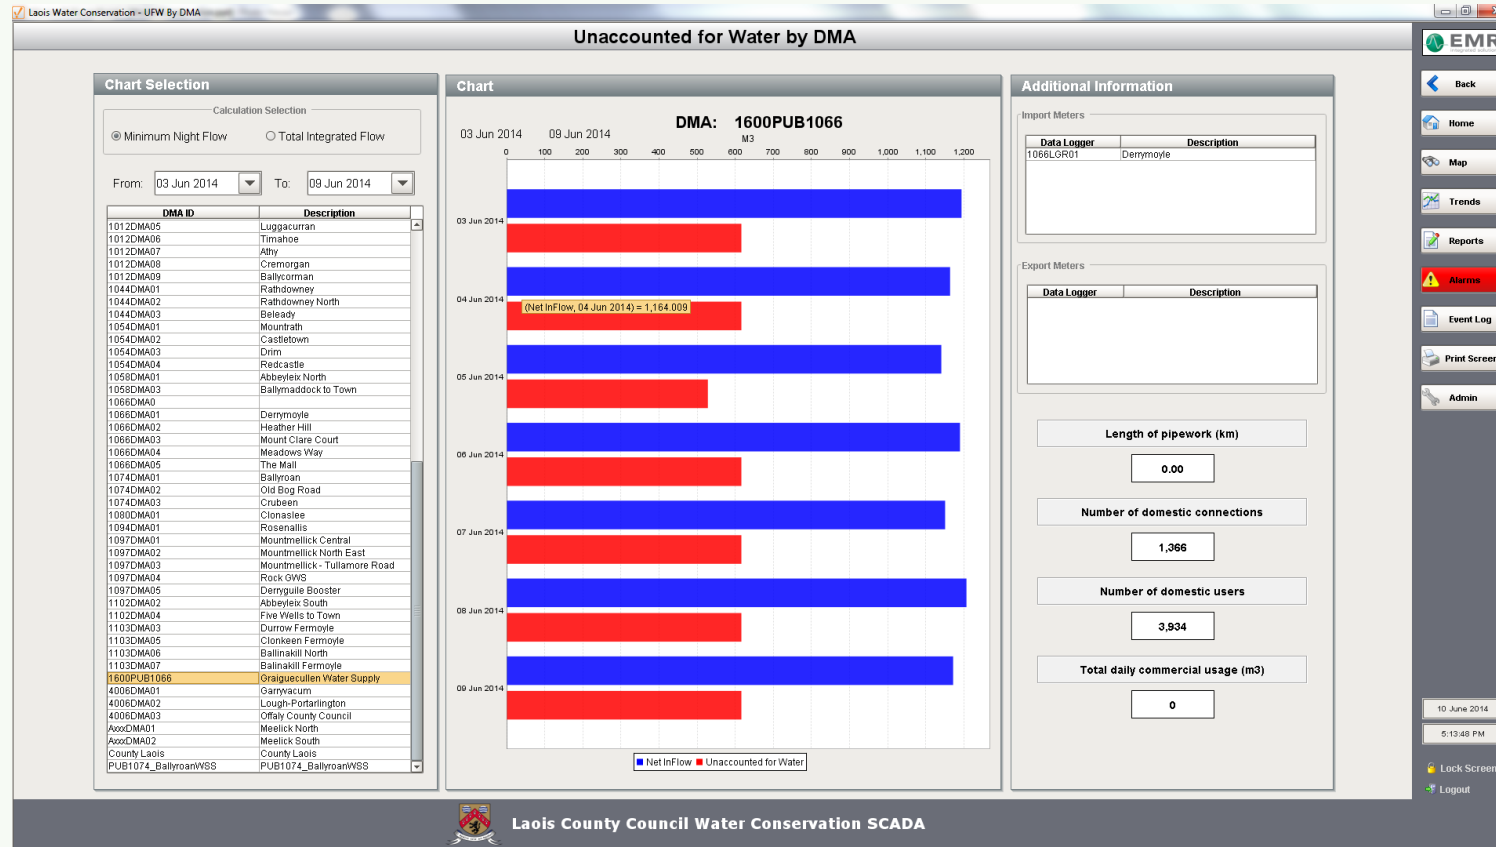 Laois Water Conservation - UFW By DMA
Unaccounted for Water by DMA
Chart Selection
Calculation Selection
Minimum Night Flow Total Integrated Flow
From: 03 Jun 2014 To: 09 Jun 2014
DMA ID Description
1012DMA05 Luggacurran
1012DMA06 Timahoe
1012DMA07 Athy
1012DMA08 Cremorgan
1012DMA09 Ballycorman
1044DMA01 Rathdowney
1044DMA02 Rathdowney North
1044DMA03 Beleady
1054DMA01 Mountrath
1054DMA02 Castletown
1054DMA03 Drim
1054DMA04 Redcastle
1058DMA01 Abbeyleix North
1058DMA03 Ballymaddock to Town
1066DMA0
1066DMA01 Derrymoyle
1066DMA02 Heather Hill
1066DMA03 Mount Clare Court
1066DMA04 Meadows Way
1066DMA05 The Mall
1074DMA01 Ballyroan
1074DMA02 Old Bog Road
1074DMA03 Crubeen
1080DMA01 Clonaslee
1094DMA01 Rosenallis
1097DMA01 Mountmellick Central
1097DMA02 Mountmellick North East
1097DMA03 Mountmellick - Tullamore Road
1097DMA04 Rock GWS
1097DMA05 Derryguile Booster
1102DMA02 Abbeyleix South
1102DMA04 Five Wells to Town
1103DMA03 Durrow Fermoyle
1103DMA05 Clonkeen Fermoyle
1103DMA06 Ballinakill North
1103DMA07 Balinakill Fermoyle
1600PUB1066 Graiguecullen Water Supply
4006DMA01 Garryvacum
4006DMA02 Lough-Portarlington
4006DMA03 Offaly County Council
AxxxDMA01 Meelick North
AxxxDMA02 Meelick South
County Laois County Laois
PUB1074_BallyroanWSS PUB1074_BallyroanWSS
Chart
03 Jun 2014 09 Jun 2014 DMA: 1600PUB1066
M3
0 100 200 300 400 500 600 700 800 900 1,000 1,100 1,200
03 Jun 2014
04 Jun 2014
(Net InFlow, 04 Jun 2014) = 1,164.009
05 Jun 2014
06 Jun 2014
07 Jun 2014
08 Jun 2014
09 Jun 2014
Net InFlow Unaccounted for Water
Additional Information
Import Meters
Data Logger Description
1066LGR01 Derrymoyle
Export Meters
Data Logger Description
Length of pipework (km)
0.00
Number of domestic connections
1,366
Number of domestic users
3,934
Total daily commercial usage (m3)
0
EMR
Back
Home
Map
Trends
Reports
Alarms
Event Log
Print Screen
Admin
10 June 2014
5:13:48 PM
Lock Screen
Logout
Laois County Council Water Conservation SCADA